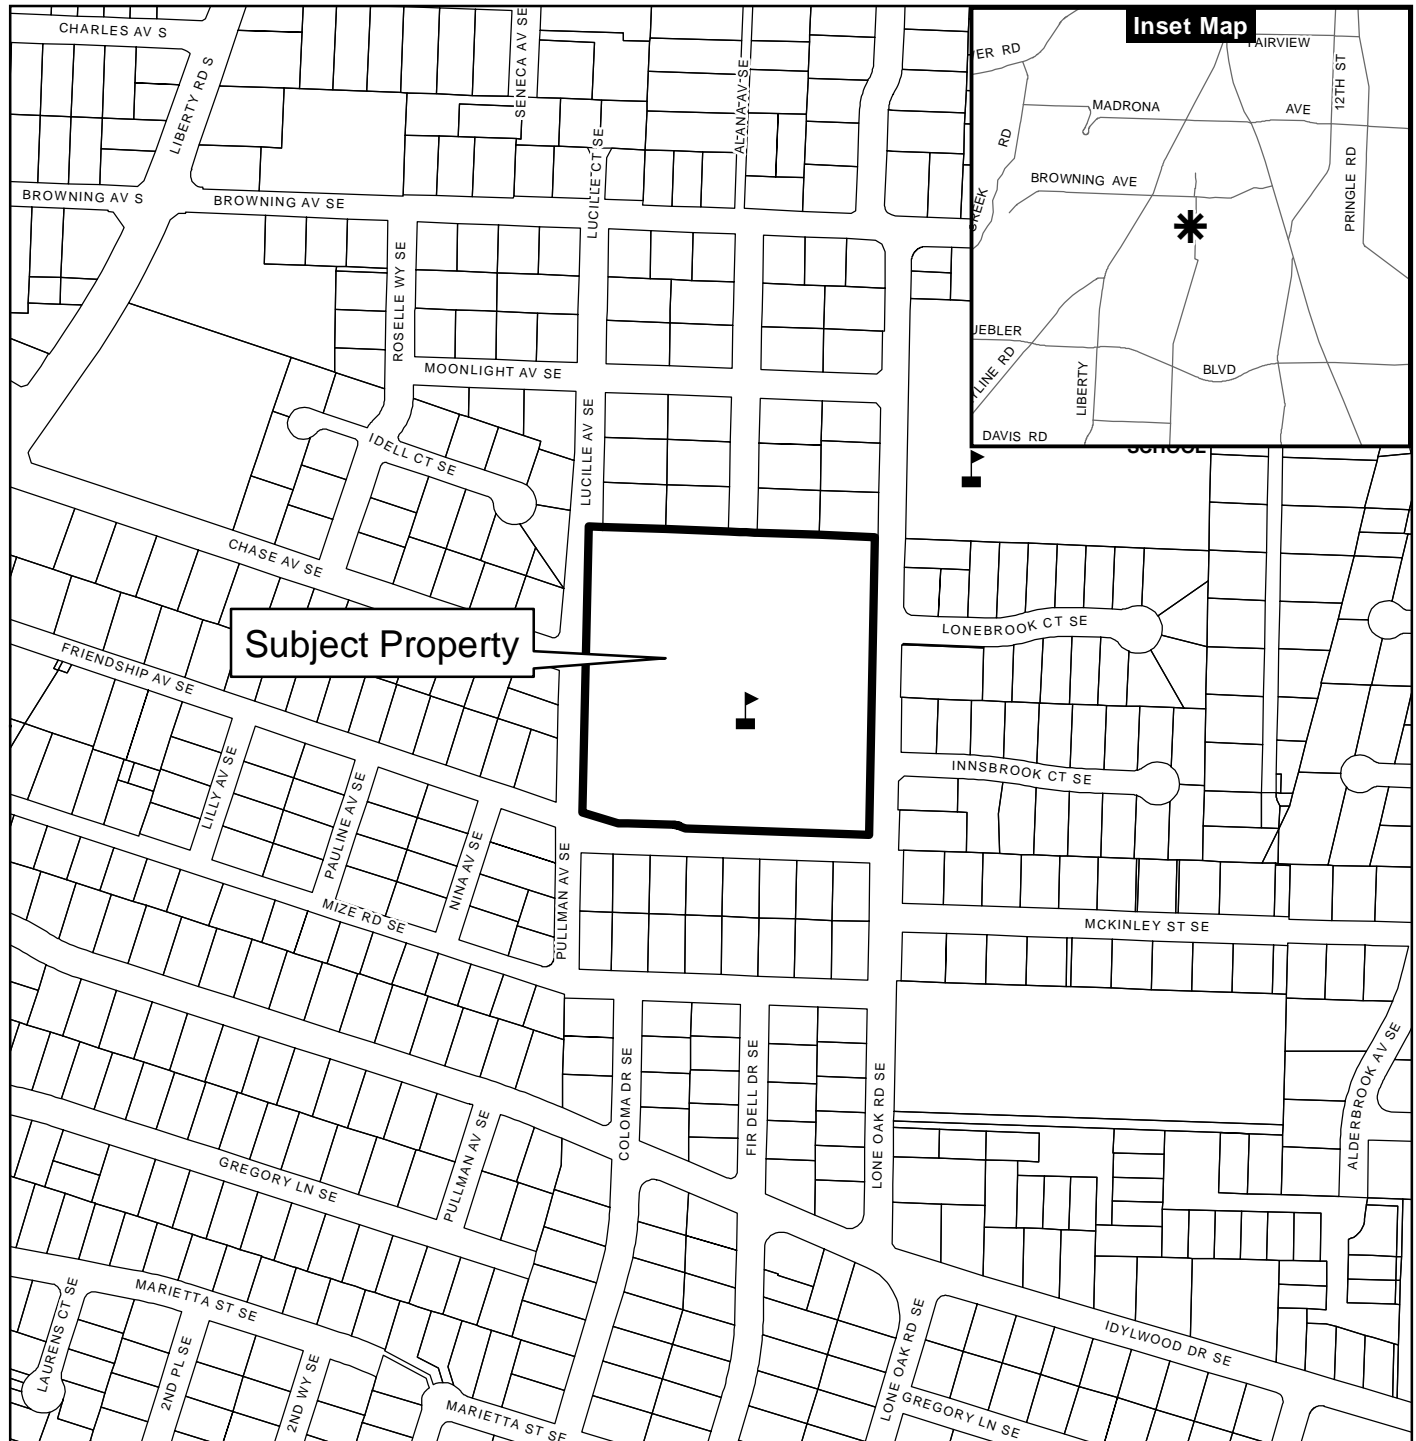 CHARLES AV S
LIBERTY RD S
SENECA AV SE
ALANA AV SE
LUCILLE CT SE
BROWNING AV S
BROWNING AV SE
ROSELLE WY SE
MOONLIGHT AV SE
IDELL CT SE
LUCILLE AV SE
CHASE AV SE
Subject Property
FRIENDSHIP AV SE
LILLY AV SE
PAULINE AV SE
NINA AV SE
MIZE RD SE
PULLMAN AV SE
LONEBROOK CT SE
INNSBROOK CT SE
MCKINLEY ST SE
COLOMA DR SE
FIR DELL DR SE
LONE OAK RD SE
ALDERBROOK AV SE
PULLMAN AV SE
GREGORY LN SE
MARIETTA ST SE
LAURENS CT SE
2ND PL SE
2ND WY SE
MARIETTA ST SE
LONE OAK RD SE
GREGORY LN SE
IDYLWOOD DR SE
SCHOOL
Inset Map
VER RD
FAIRVIEW
12TH ST
MADRONA AVE
RD
CREEK
BROWNING AVE
PRINGLE RD
UEBLER BLVD
YLINE RD
LIBERTY
DAVIS RD